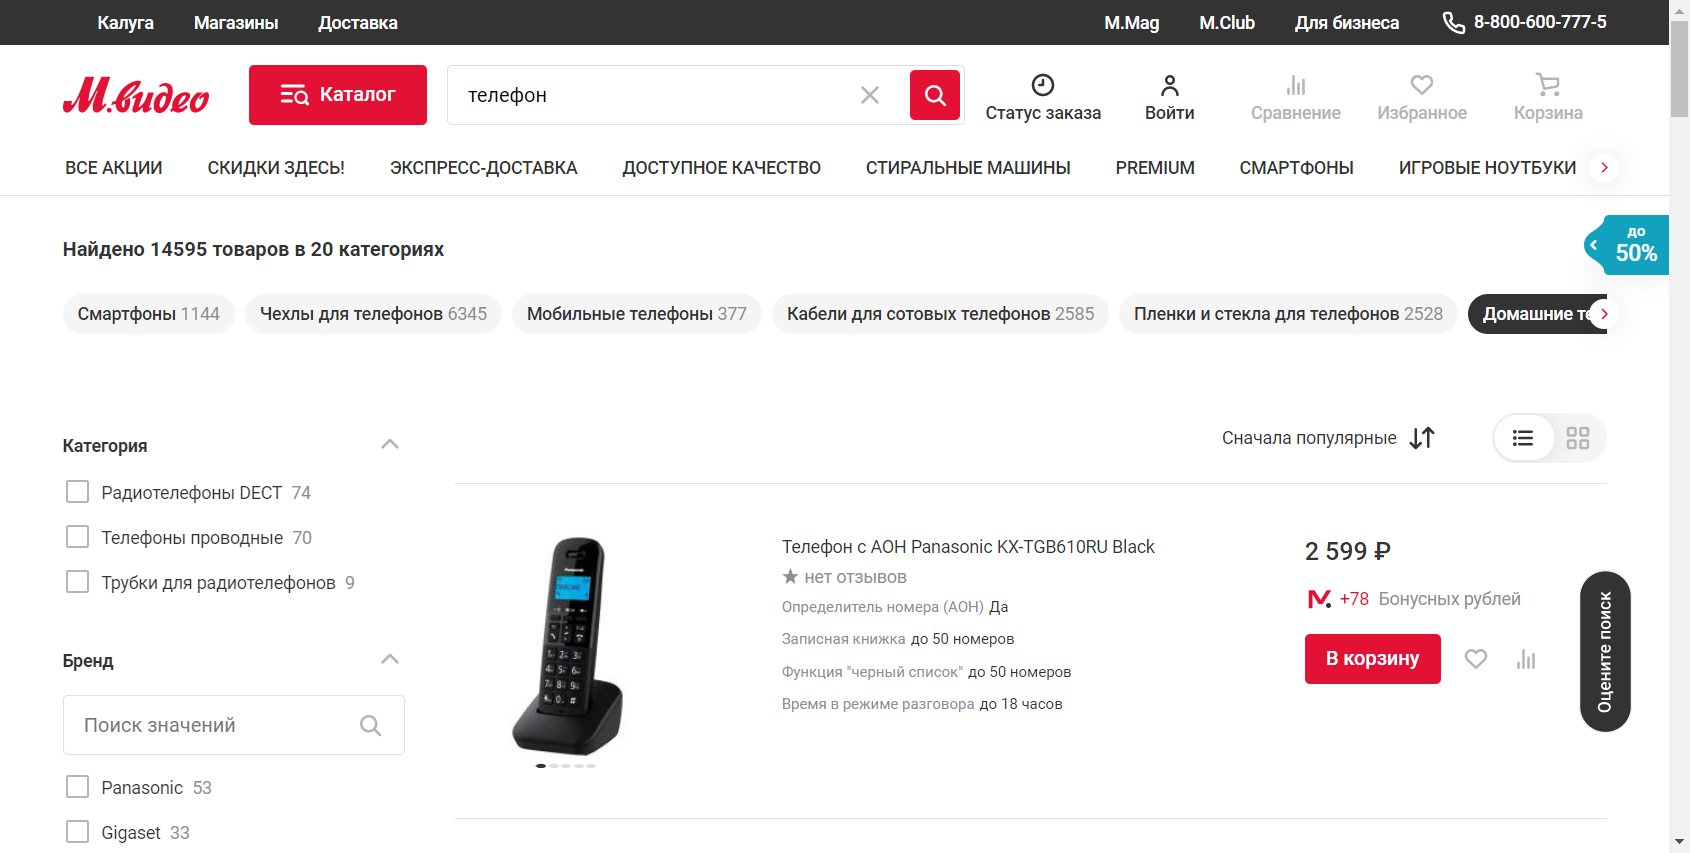 Калуга Магазины Доставка M.Mag M.Club Для бизнеса 8-800-600-777-5
М.видео Каталог телефон Статус заказа Войти Сравнение Избранное Корзина
ВСЕ АКЦИИ СКИДКИ ЗДЕСЬ! ЭКСПРЕСС-ДОСТАВКА ДОСТУПНОЕ КАЧЕСТВО СТИРАЛЬНЫЕ МАШИНЫ PREMIUM СМАРТФОНЫ ИГРОВЫЕ НОУТБУКИ
до
50%
Найдено 14595 товаров в 20 категориях
Смартфоны 1144 Чехлы для телефонов 6345 Мобильные телефоны 377 Кабели для сотовых телефонов 2585 Пленки и стекла для телефонов 2528 Домашние те
Сначала популярные
Категория
Радиотелефоны DECT 74
Телефоны проводные 70
Трубки для радиотелефонов 9
Бренд
Поиск значений
Panasonic 53
Gigaset 33
Телефон с АОН Panasonic KX-TGB610RU Black
нет отзывов
Определитель номера (АОН) Да
Записная книжка до 50 номеров
Функция "черный список" до 50 номеров
Время в режиме разговора до 18 часов
2 599 ₽
М. +78 Бонусных рублей
В корзину
Оцените поиск